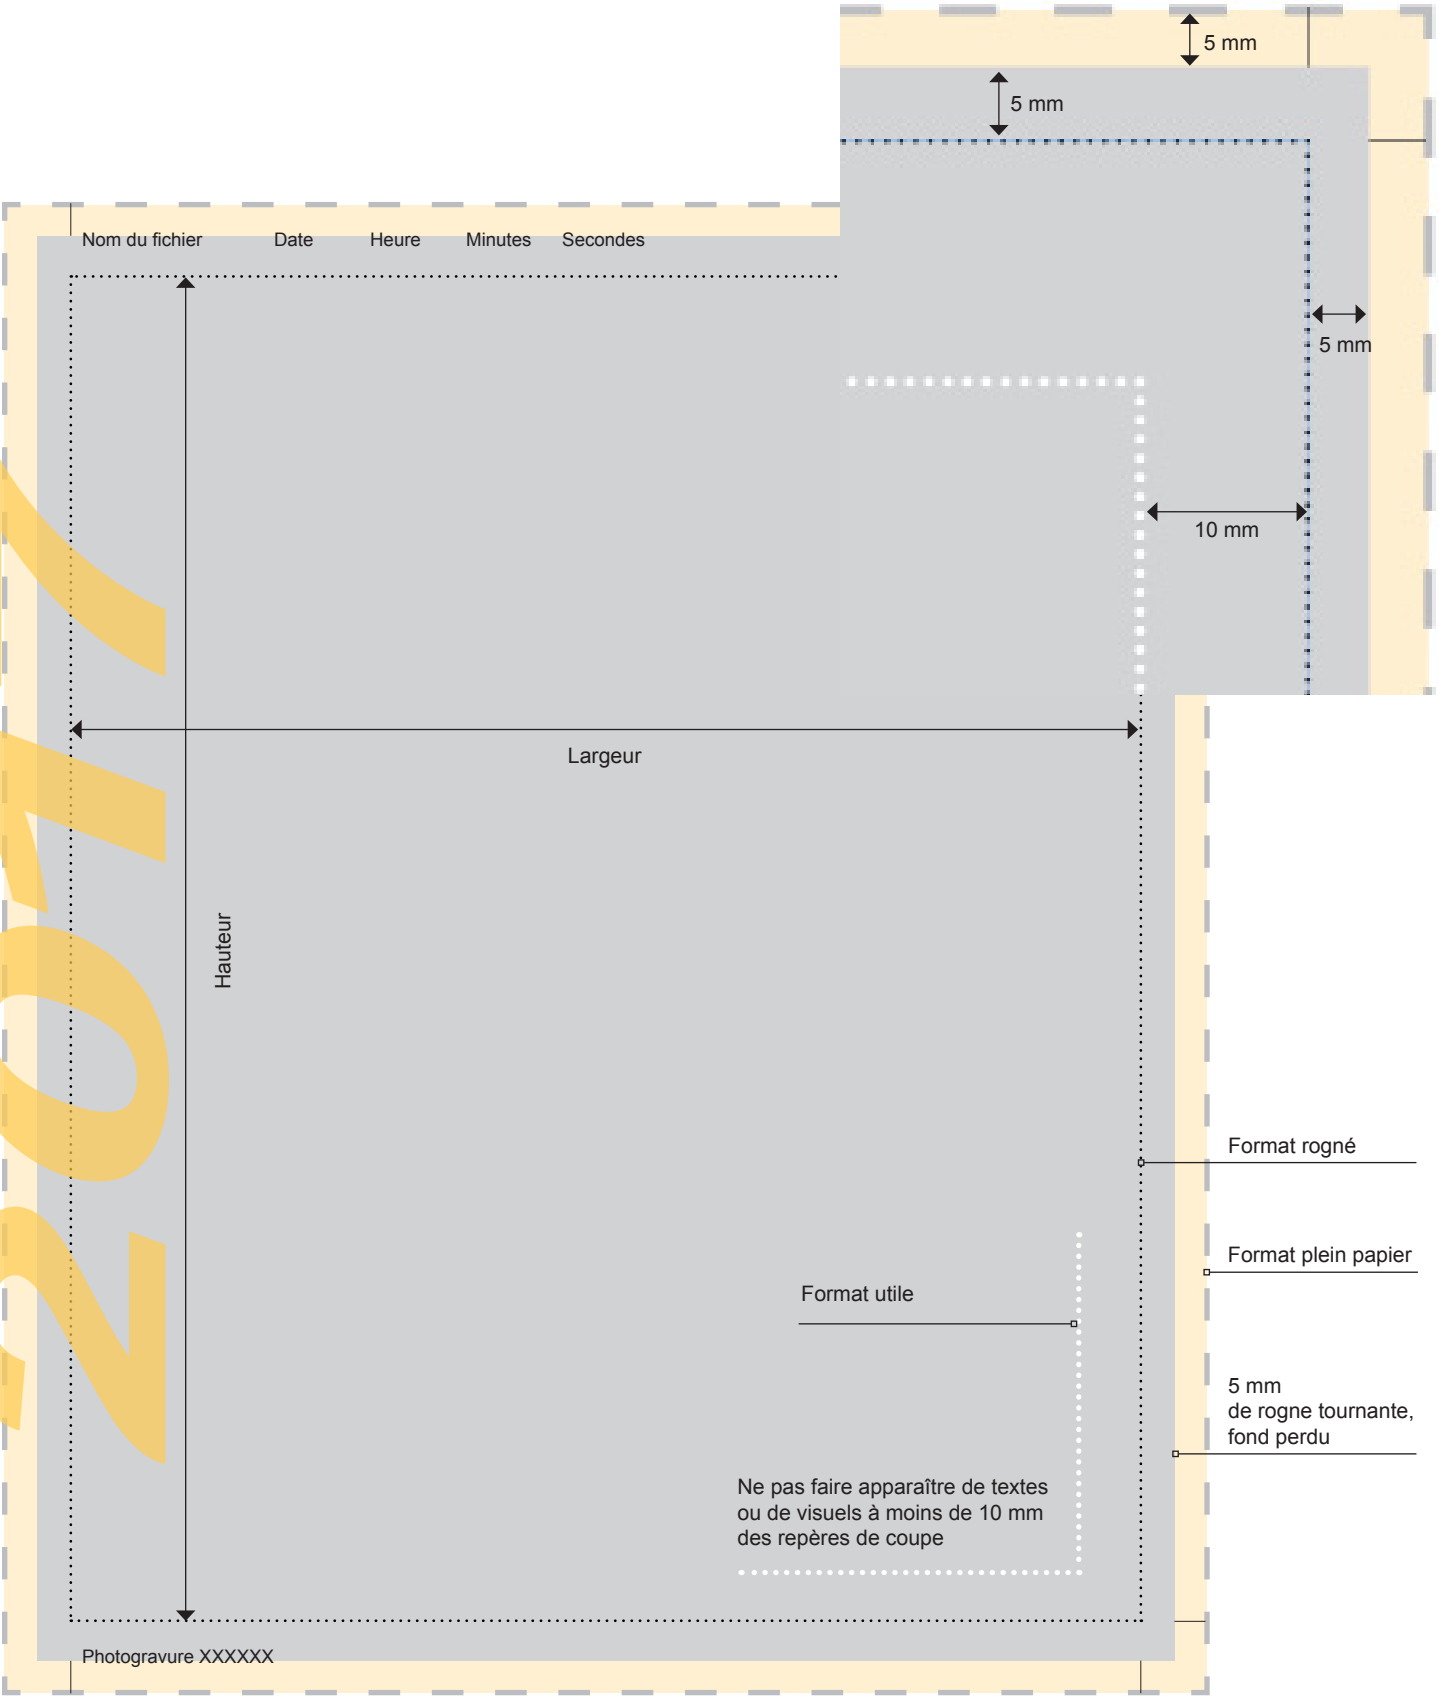 5 mm
5 mm
Nom du fichier Date Heure Minutes Secondes
5 mm
10 mm
Largeur
Hauteur
Format rogné
Format plein papier
Format utile
5 mm
de rogne tournante,
fond perdu
Ne pas faire apparaître de textes
ou de visuels à moins de 10 mm
des repères de coupe
Photogravure XXXXXX